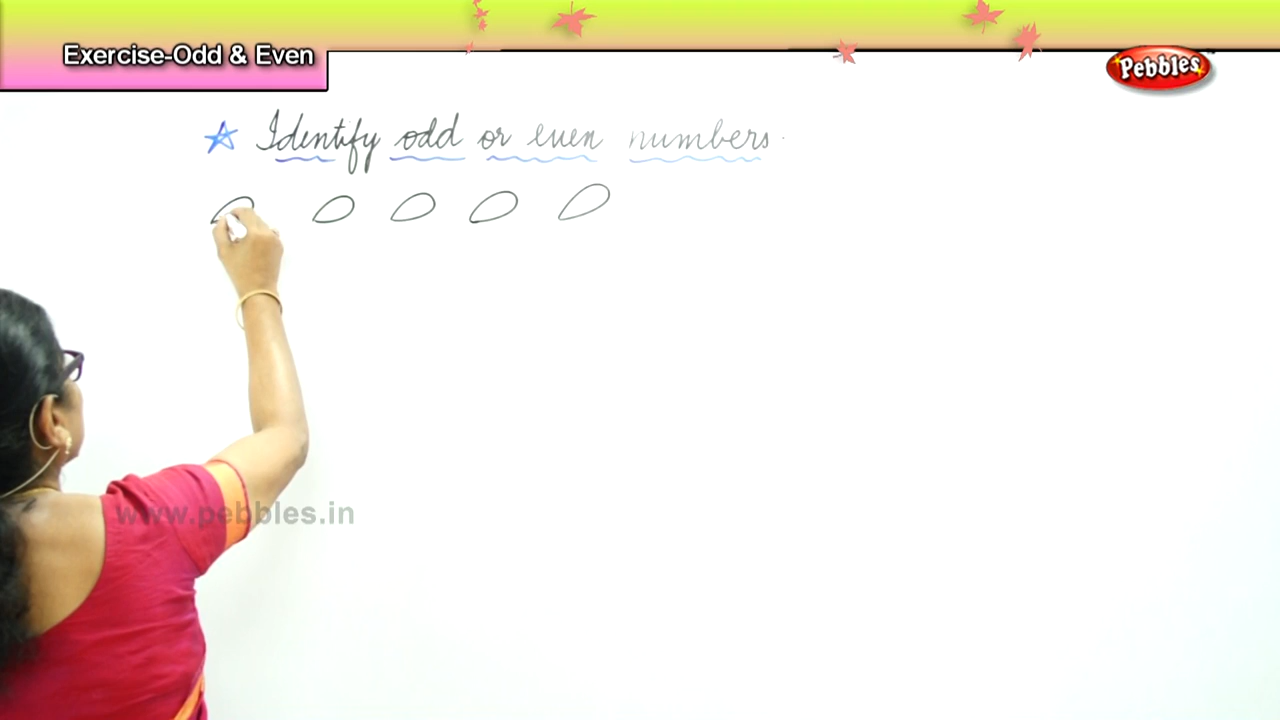 Exercise-Odd & Even
Pebbles
Identify odd or even numbers.
www.pebbles.in